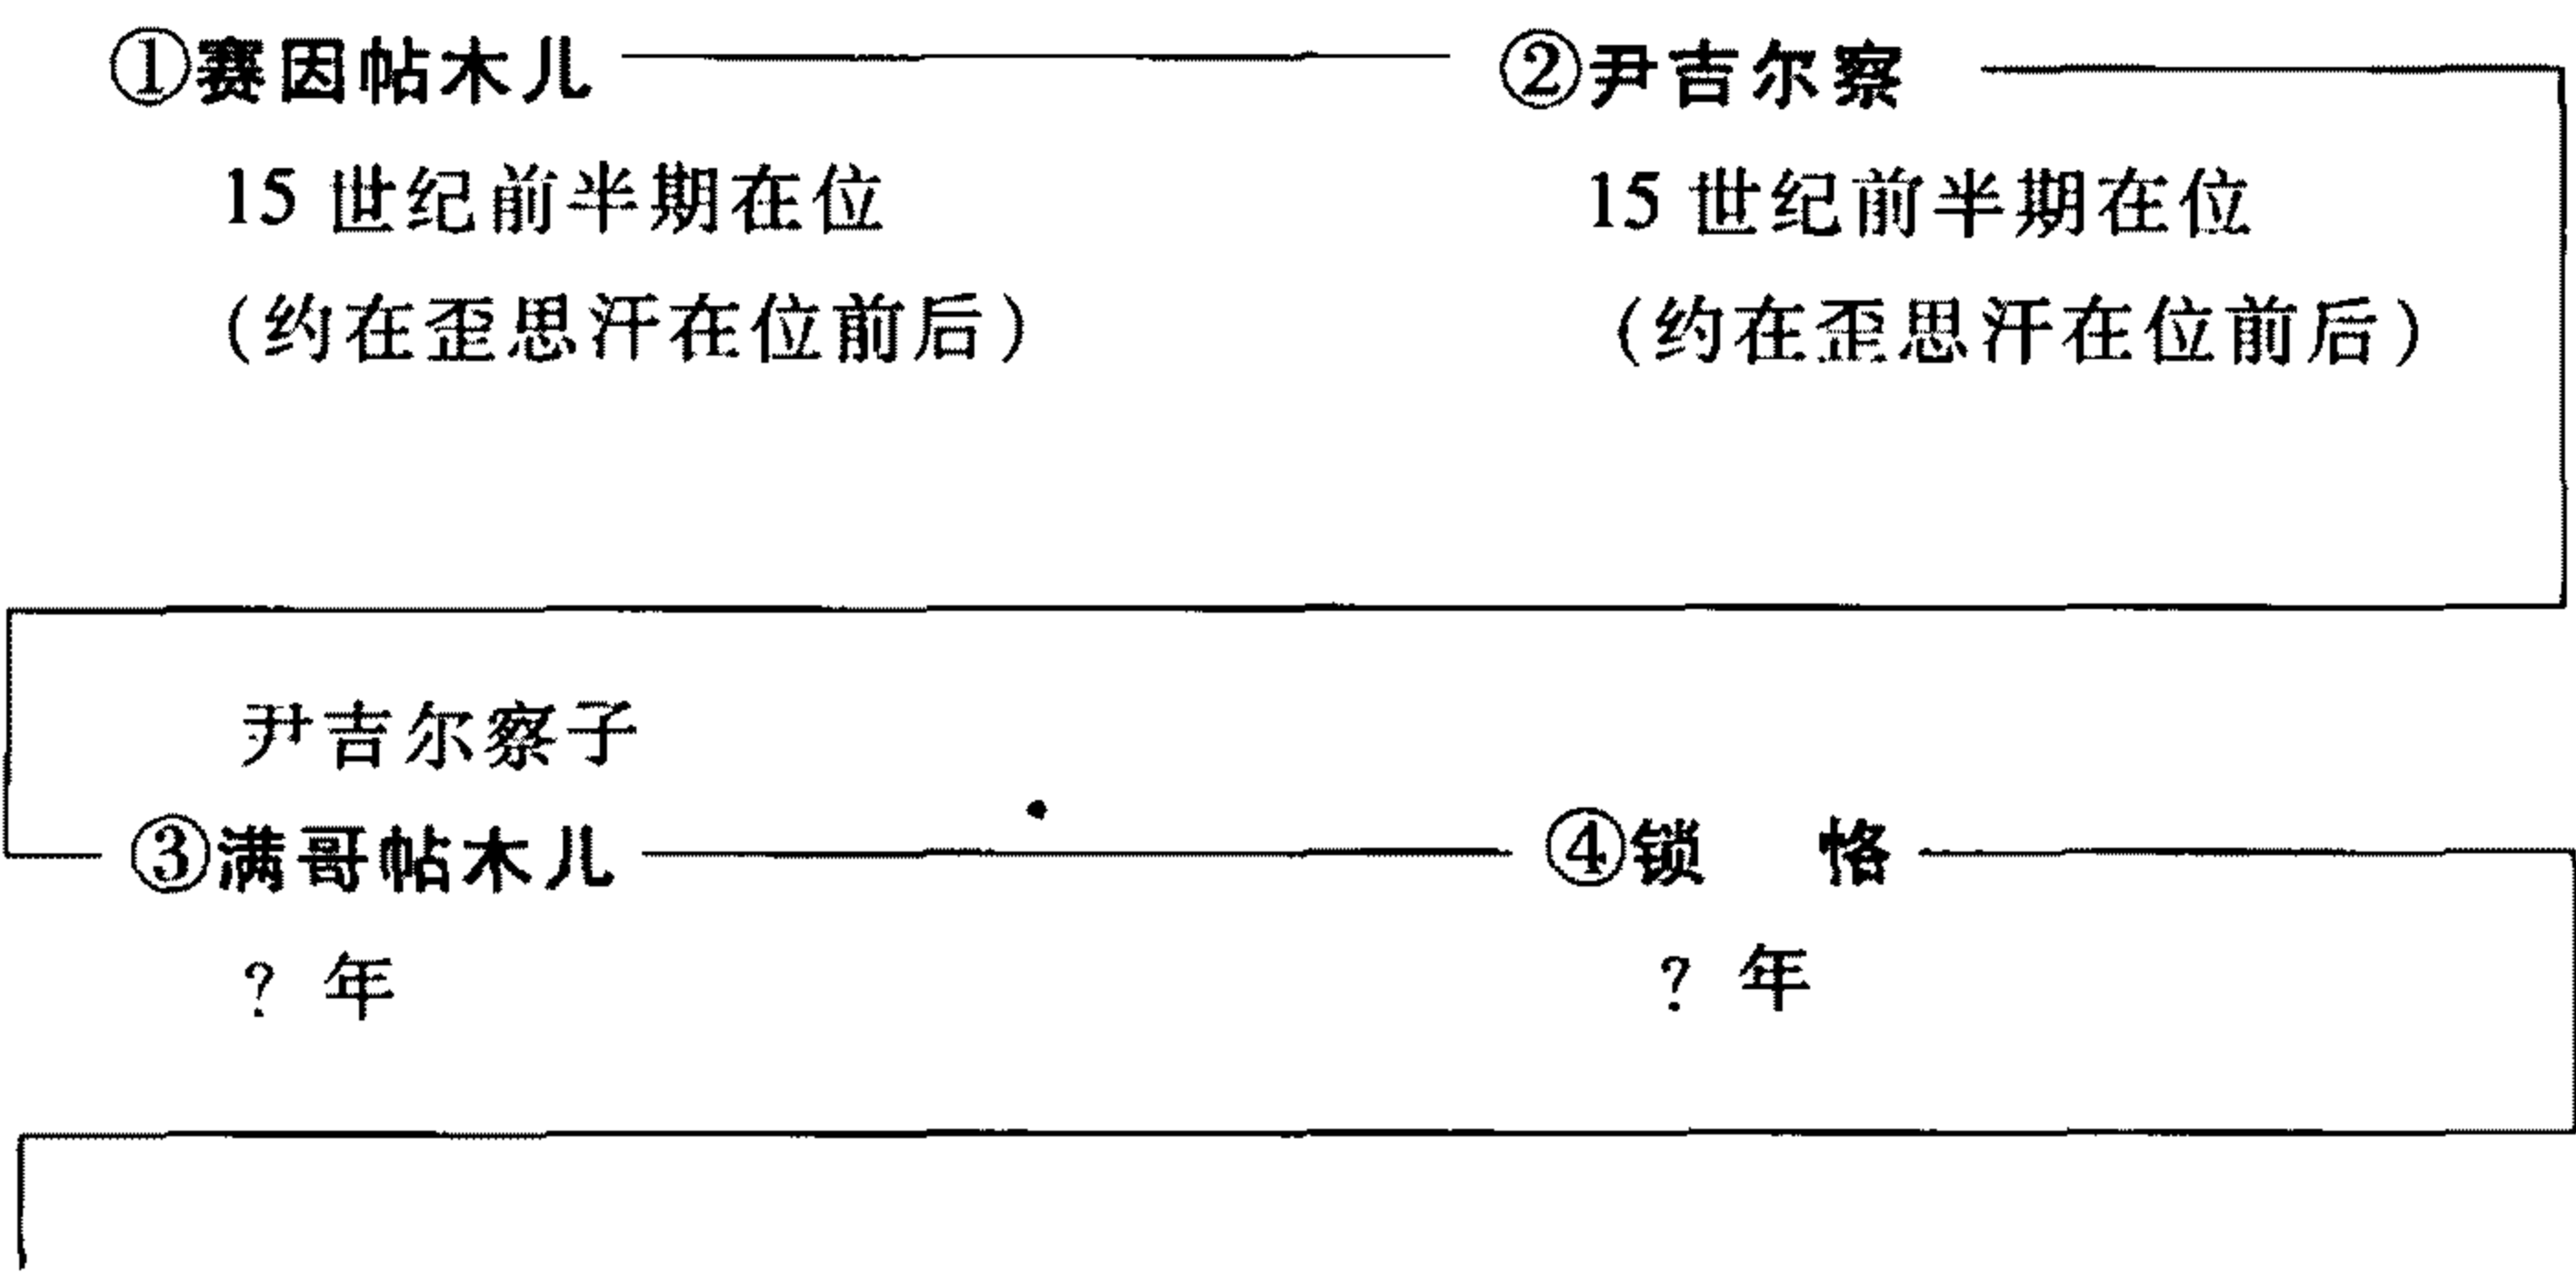 ①赛因帖木儿 ②尹吉尔察
15 世纪前半期在位 15 世纪前半期在位
(约在歪思汗在位前后) (约在歪思汗在位前后)
尹吉尔察子
③满哥帖木儿 ④锁 恪
? 年 ? 年